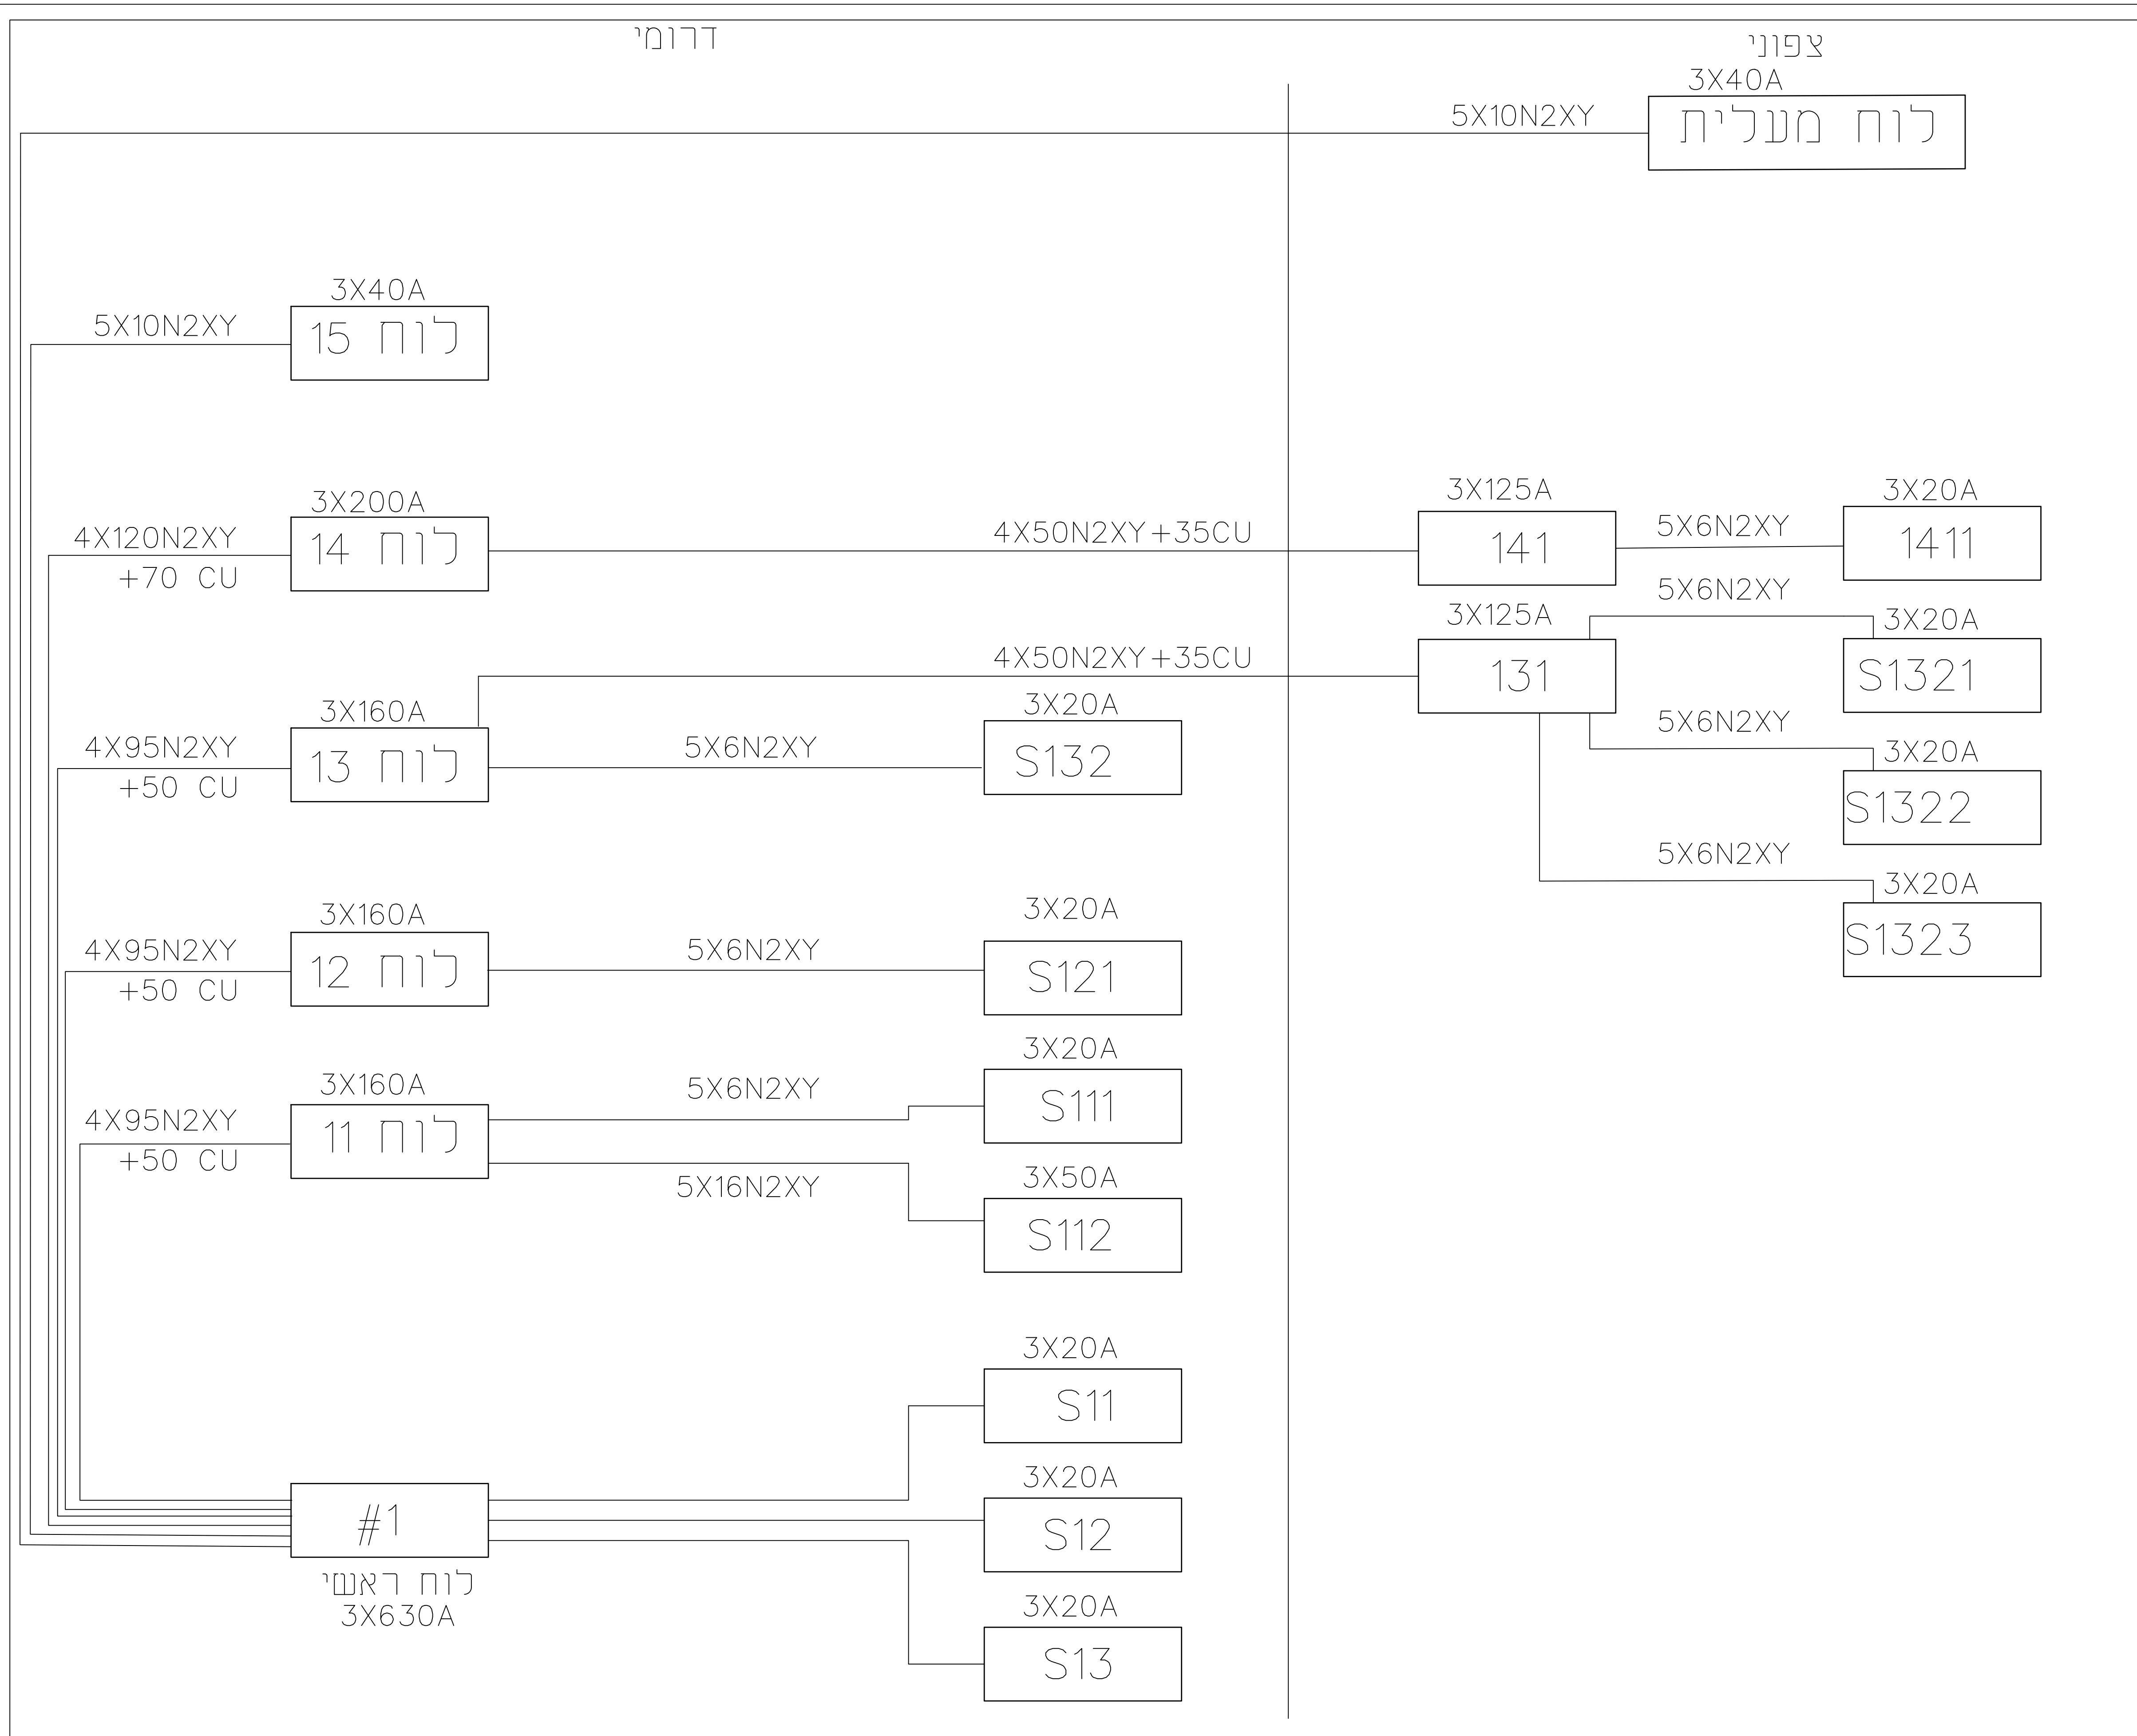 דרומי
צפוני
3X40A
5X10N2XY
לוח מעלית
3X40A
5X10N2XY
לוח 15
3X200A
4X120N2XY
+70 CU
לוח 14
4X50N2XY+35CU
3X125A
141
5X6N2XY
3X20A
1411
5X6N2XY
3X125A
131
3X20A
S1321
4X50N2XY+35CU
3X160A
4X95N2XY
+50 CU
לוח 13
5X6N2XY
3X20A
S132
5X6N2XY
3X20A
S1322
5X6N2XY
3X20A
S1323
3X160A
4X95N2XY
+50 CU
לוח 12
5X6N2XY
3X20A
S121
3X160A
4X95N2XY
+50 CU
לוח 11
5X6N2XY
3X20A
S111
5X16N2XY
3X50A
S112
3X20A
S11
#1
לוח ראשי
3X630A
3X20A
S12
3X20A
S13